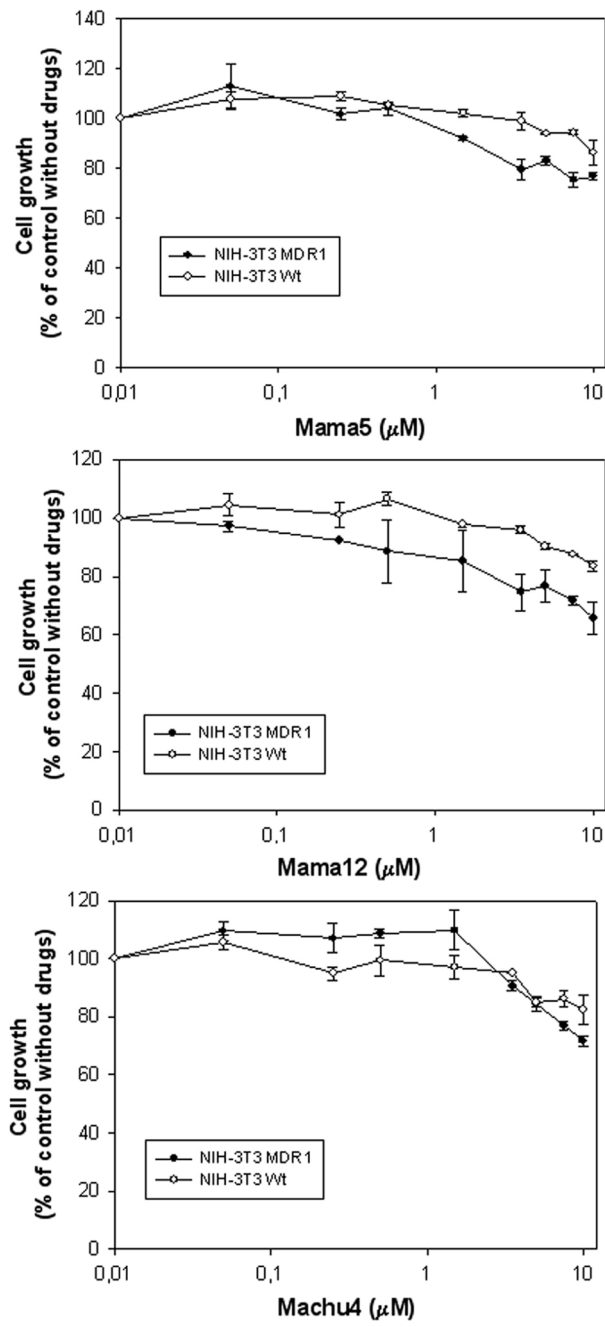 140
120
100
80
60
40
20
0
Cell growth
(% of control without drugs)
NIH-3T3 MDR1
NIH-3T3 Wt
0,01 0,1 1 10
Mama5 (µM)
120
100
80
60
40
20
0
Cell growth
(% of control without drugs)
NIH-3T3 MDR1
NIH-3T3 Wt
0,01 0,1 1 10
Mama12 (µM)
120
100
80
60
40
20
0
Cell growth
(% of control without drugs)
NIH-3T3 MDR1
NIH-3T3 Wt
0,01 0,1 1 10
Machu4 (µM)